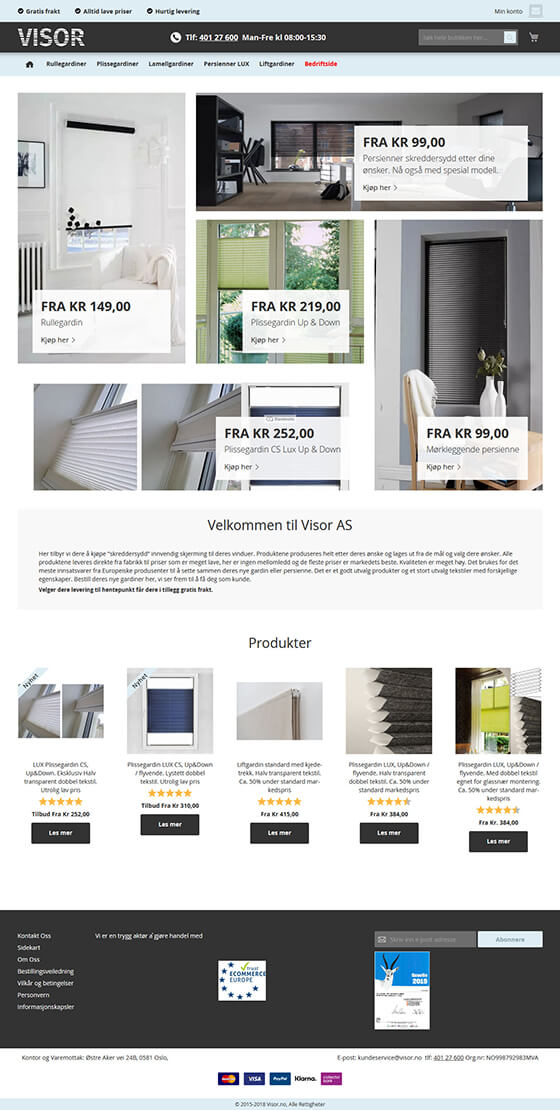 Gratis frakt Alltid lave priser Hurtig levering Min konto
VISOR Tlf: 401 27 600 Man-Fre kl 08:00-15:30 Søk hele butikken her...
Rullegardiner Plissegardiner Lamellgardiner Persienner LUX Liftgardiner Bedriftside
FRA KR 99,00
Persienner skreddersydd etter dine
ønsker. Nå også med spesial modell.
Kjøp her
FRA KR 149,00
Rullegardin
Kjøp her
FRA KR 219,00
Plissegardin Up & Down
Kjøp her
FRA KR 252,00
Plissegardin CS Lux Up & Down
Kjøp her
FRA KR 99,00
Mørkleggende persienne
Kjøp her
Velkommen til Visor AS
Her tilbyr vi dere å kjøpe "skreddersydd" innvendig skjerming til deres vinduer. Produktene produseres helt etter deres ønske og lages ut fra de mål og valg dere ønsker. Alle
produktene leveres direkte fra fabrikk til priser som er meget lave, her er ingen mellomledd og de fleste priser er markedets beste. Kvaliteten er meget høy. Det brukes for det
meste innsatsvarer fra Europeiske produsenter til å sette sammen deres nye gardin eller persienne. Det er et godt utvalg produkter og et stort utvalg tekstiler med forskjellige
egenskaper. Bestill deres nye gardiner her, vi ser frem til å få deg som kunde.
Velger dere levering til hentepunkt får dere i tillegg gratis frakt.
Produkter
Nyhet
LUX Plissegardin CS,
Up&Down. Eksklusiv Halv
transparent dobbel tekstil.
Utrolig lav pris
Tilbud Fra Kr 252,00
Les mer
Nyhet
Plissegardin LUX CS, Up&Down
/ flyvende. Lystett dobbel
tekstil. Utrolig lav pris
Tilbud Fra Kr 310,00
Les mer
Liftgardin standard med kjede-
trekk. Halv transparent tekstil.
Ca. 50% under standard mar-
kedspris
Fra Kr 415,00
Les mer
Plissegardin LUX, Up&Down /
flyvende. Halv transparent
dobbel tekstil. Ca. 50% under
standard markedspris
Fra Kr 384,00
Les mer
Plissegardin LUX, Up&Down /
flyvende. Med dobbel tekstil
egnet for glassnær montering.
Ca. 50% under standard mar-
kedspris
Fra Kr. 384,00
Les mer
Kontakt Oss
Sidekart
Om Oss
Bestillingsveiledning
Vilkår og betingelser
Personvern
Informasjonskapsler
Vi er en trygg aktør å gjøre handel med
trust
ECOMMERCE
EUROPE
Skriv inn e-post adresse Abonnere
Gaselle
2019
Kontor og Varemottak: Østre Aker vei 24B, 0581 Oslo, E-post: kundeservice@visor.no tlf: 401 27 600 Org.nr: NO998792983MVA
MasterCard VISA PayPal Klarna. collector bank
© 2015-2018 Visor.no, Alle Rettigheter